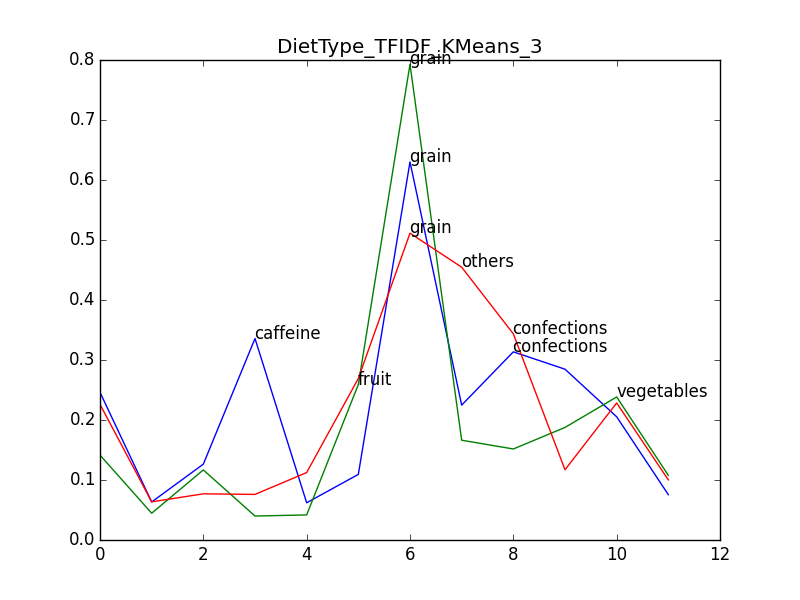 DietType_TFIDF_KMeans_3
grain
0.8
0.7
grain
0.6
grain
0.5
others
0.4
caffeine
confections
confections
0.3
fruit
vegetables
0.2
0.1
0.0
0 2 4 6 8 10 12